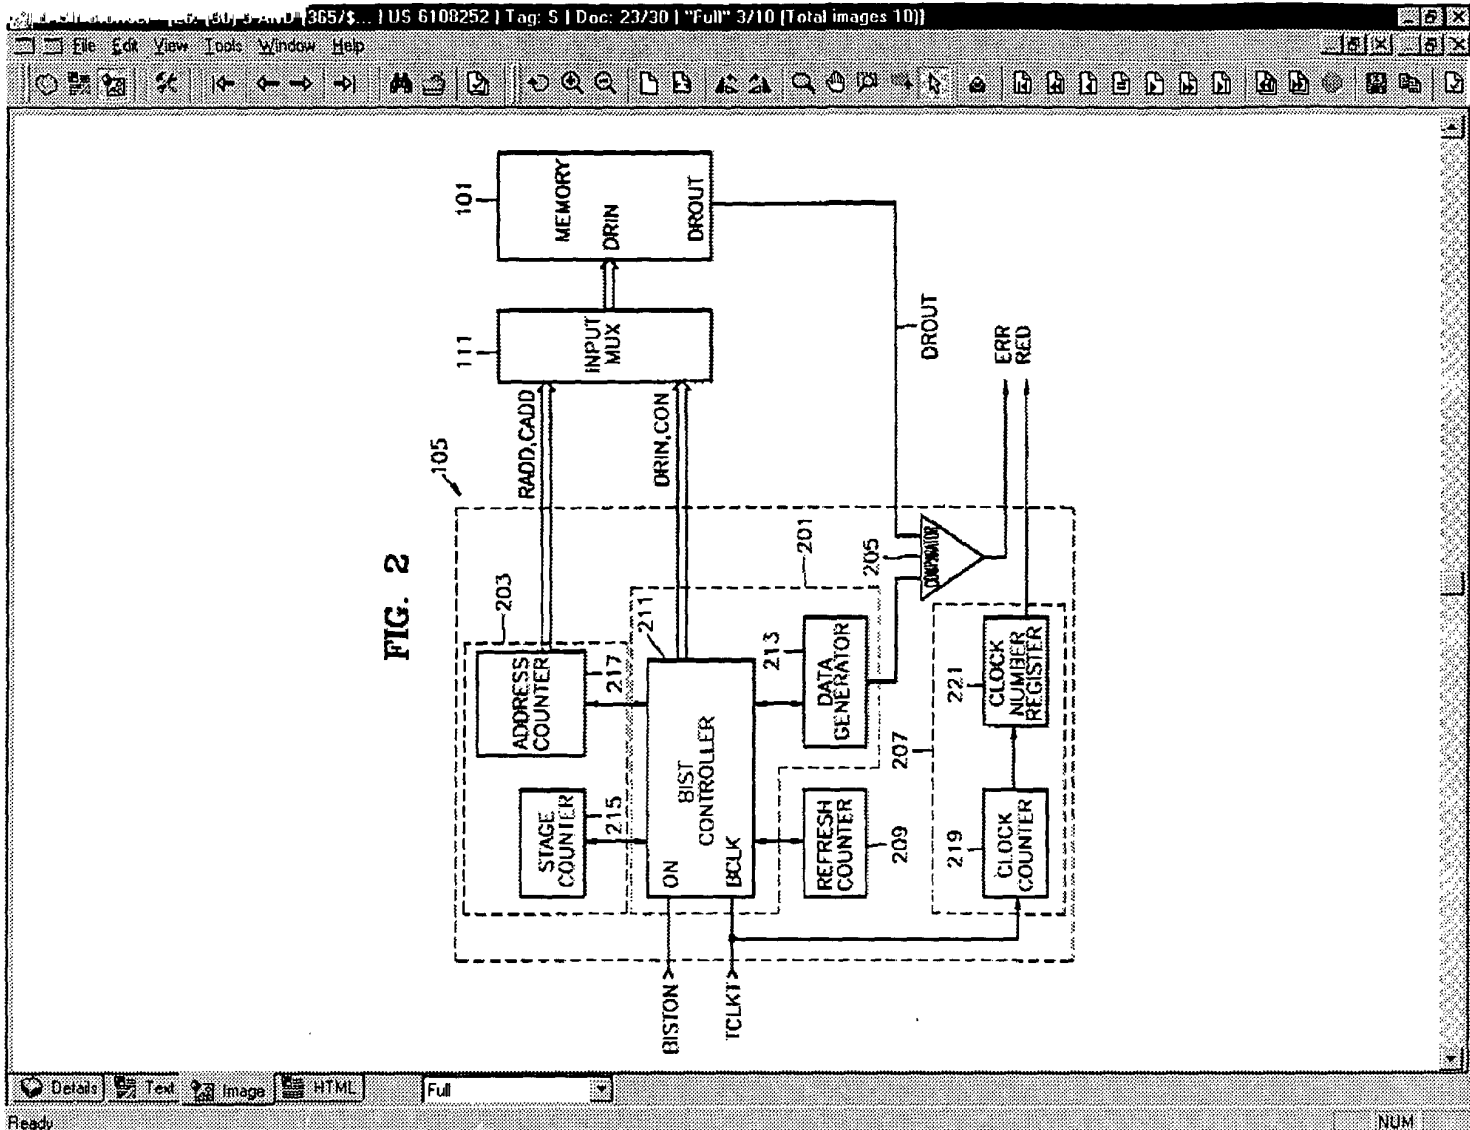 (365/$... | US 6108252 | Tag: S | Doc: 23/30 | "Full" 3/10 (Total images 10)]
File Edit View Tools Window Help
FIG. 2
105
101
MEMORY
DRIN
DROUT
111
INPUT
MUX
RADD,CADD
DRIN,CON
DROUT
ERR
RED
203
ADDRESS
COUNTER
217
STAGE
COUNTER
215
201
211
BIST
CONTROLLER
ON
BCLK
213
DATA
GENERATOR
205
COMPARATOR
REFRESH
COUNTER
209
207
221
CLOCK
NUMBER
REGISTER
219
CLOCK
COUNTER
BISTON
TCLKT
Details Text Image HTML Full
Ready NUM